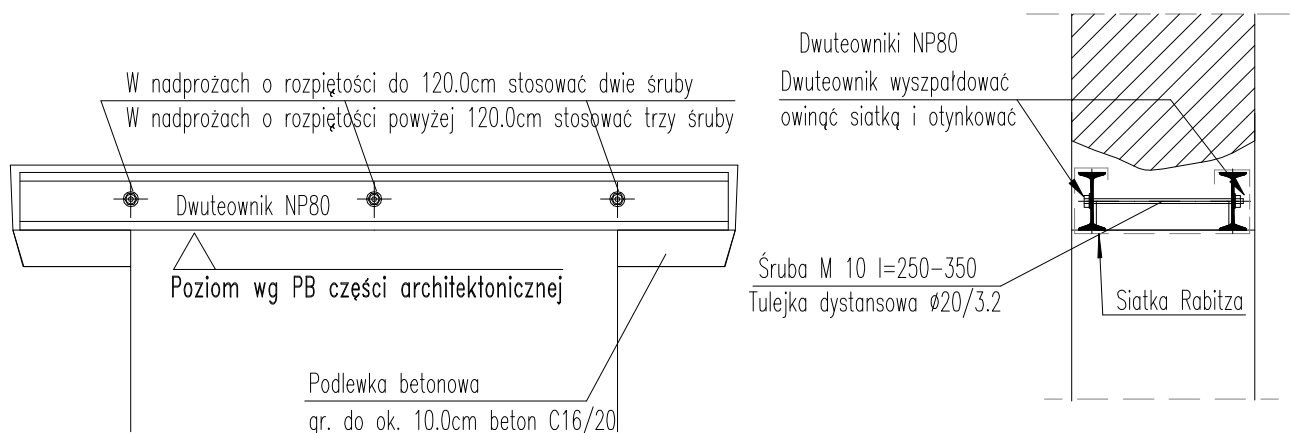 W nadprożach o rozpiętości do 120.0cm stosować dwie śruby
W nadprożach o rozpiętości powyżej 120.0cm stosować trzy śruby
Dwuteownik NP80
Poziom wg PB części architektonicznej
Podlewka betonowa
gr. do ok. 10.0cm beton C16/20
Dwuteowniki NP80
Dwuteownik wyszpałdować
owinąć siatką i otynkować
Śruba M 10 l=250-350
Tulejka dystansowa Ø20/3.2
Siatka Rabitza